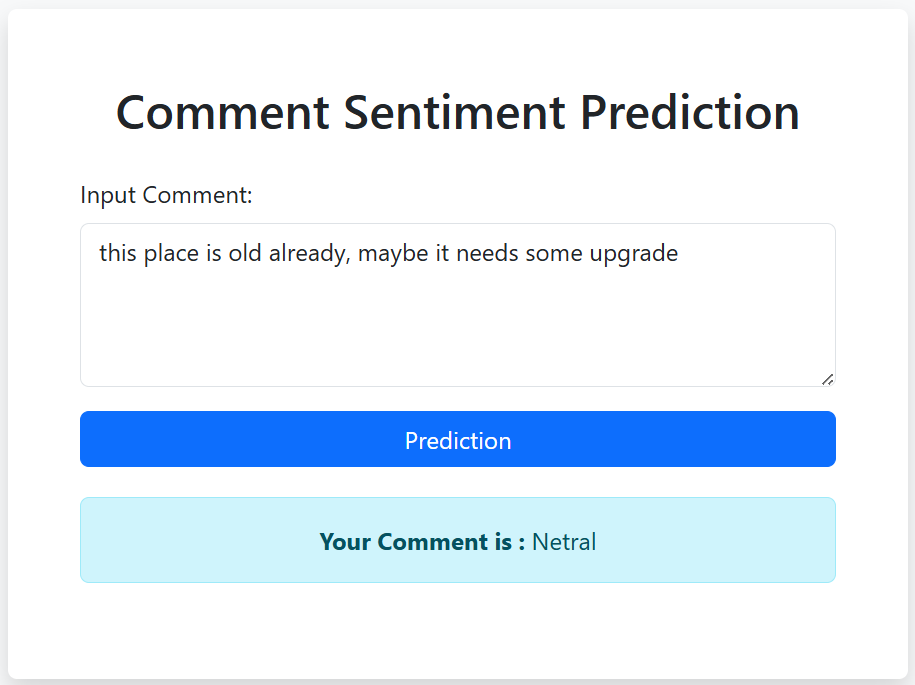 Comment Sentiment Prediction
Input Comment:
this place is old already, maybe it needs some upgrade
Prediction
Your Comment is : Netral